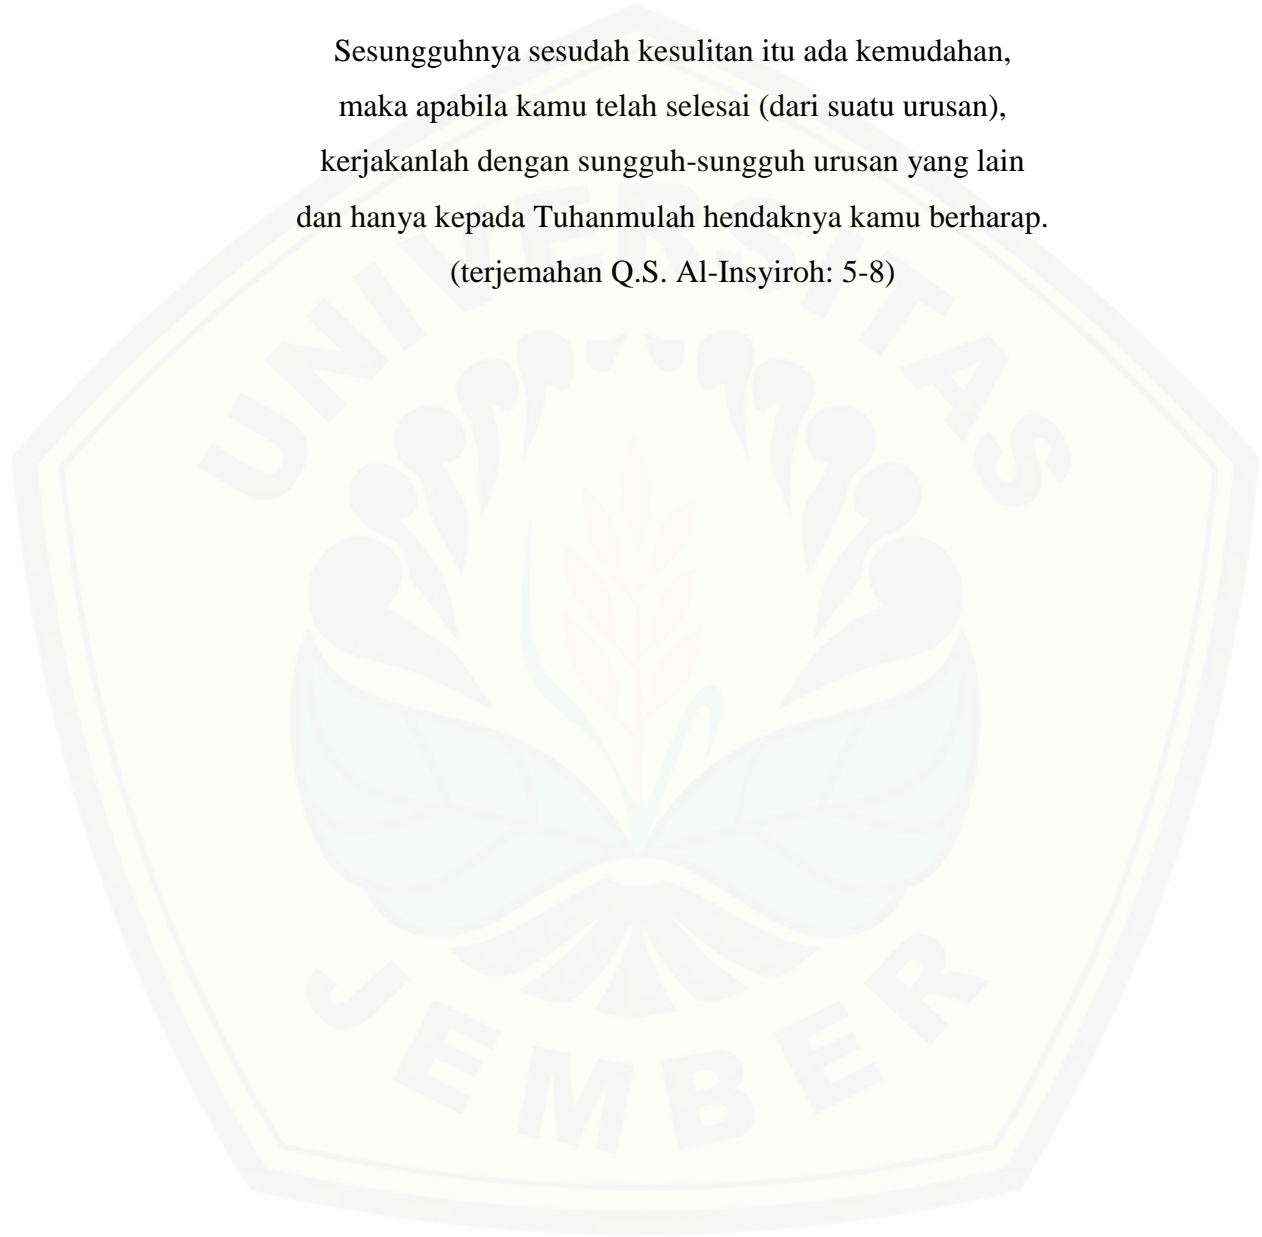 Sesungguhnya sesudah kesulitan itu ada kemudahan,
maka apabila kamu telah selesai (dari suatu urusan),
kerjakanlah dengan sungguh-sungguh urusan yang lain
dan hanya kepada Tuhanmulah hendaknya kamu berharap.
(terjemahan Q.S. Al-Insyiroh: 5-8)
UNIVERSITAS
JEMBER